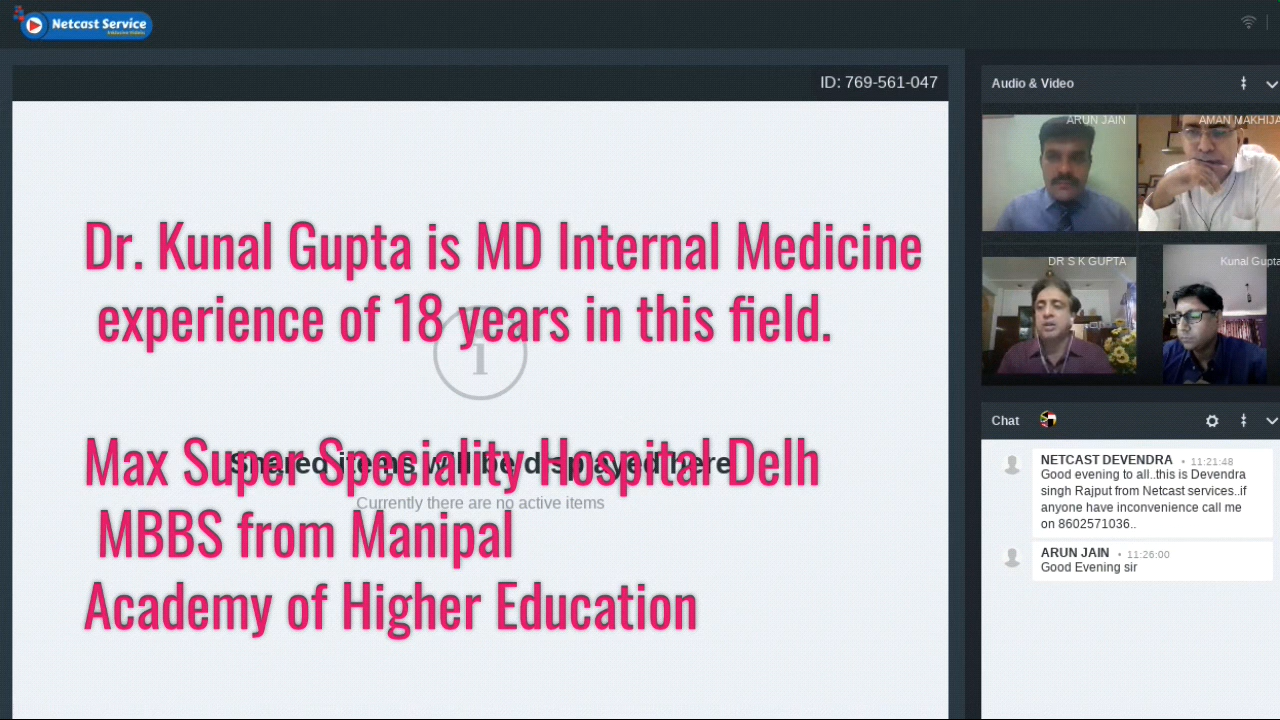 Netcast Service
ID: 769-561-047
Dr. Kunal Gupta is MD Internal Medicine
experience of 18 years in this field.
Max Super Speciality Hospital Delh
Shared items will be displayed here
Currently there are no active items
MBBS from Manipal
Academy of Higher Education
Audio & Video
ARUN JAIN
AMAN MAKHIJA
DR S K GUPTA
Kunal Gupta
Chat
NETCAST DEVENDRA • 11:21:48
Good evening to all..this is Devendra
singh Rajput from Netcast services..if
anyone have inconvenience call me
on 8602571036..
ARUN JAIN • 11:26:00
Good Evening sir